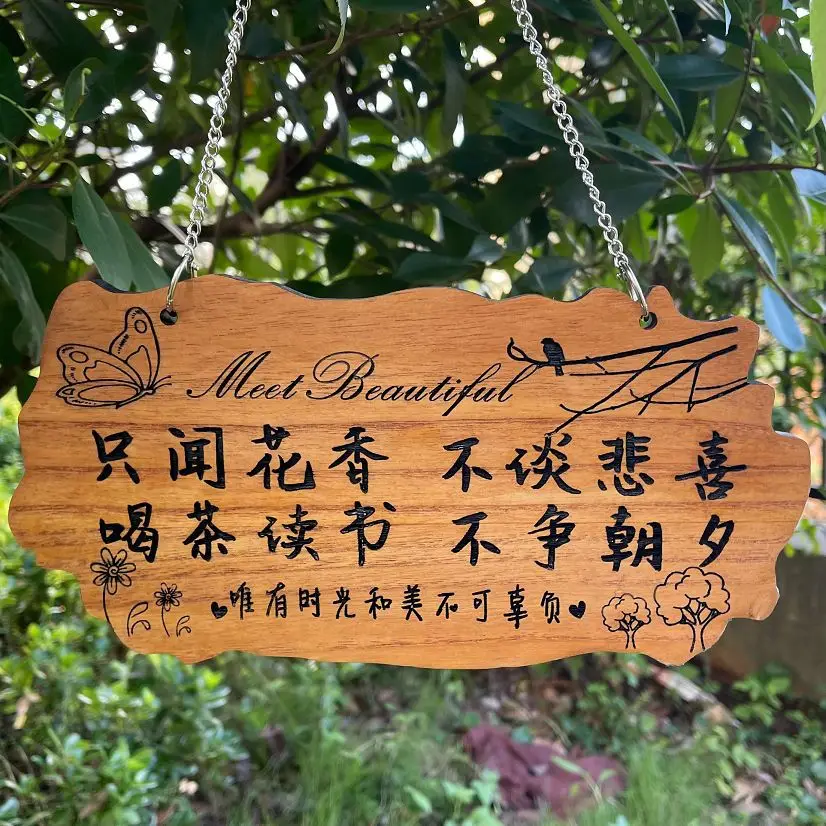 Meet Beautiful
只闻花香 不谈悲喜
喝茶读书 不争朝夕
♥唯有时光和美不可辜负♥